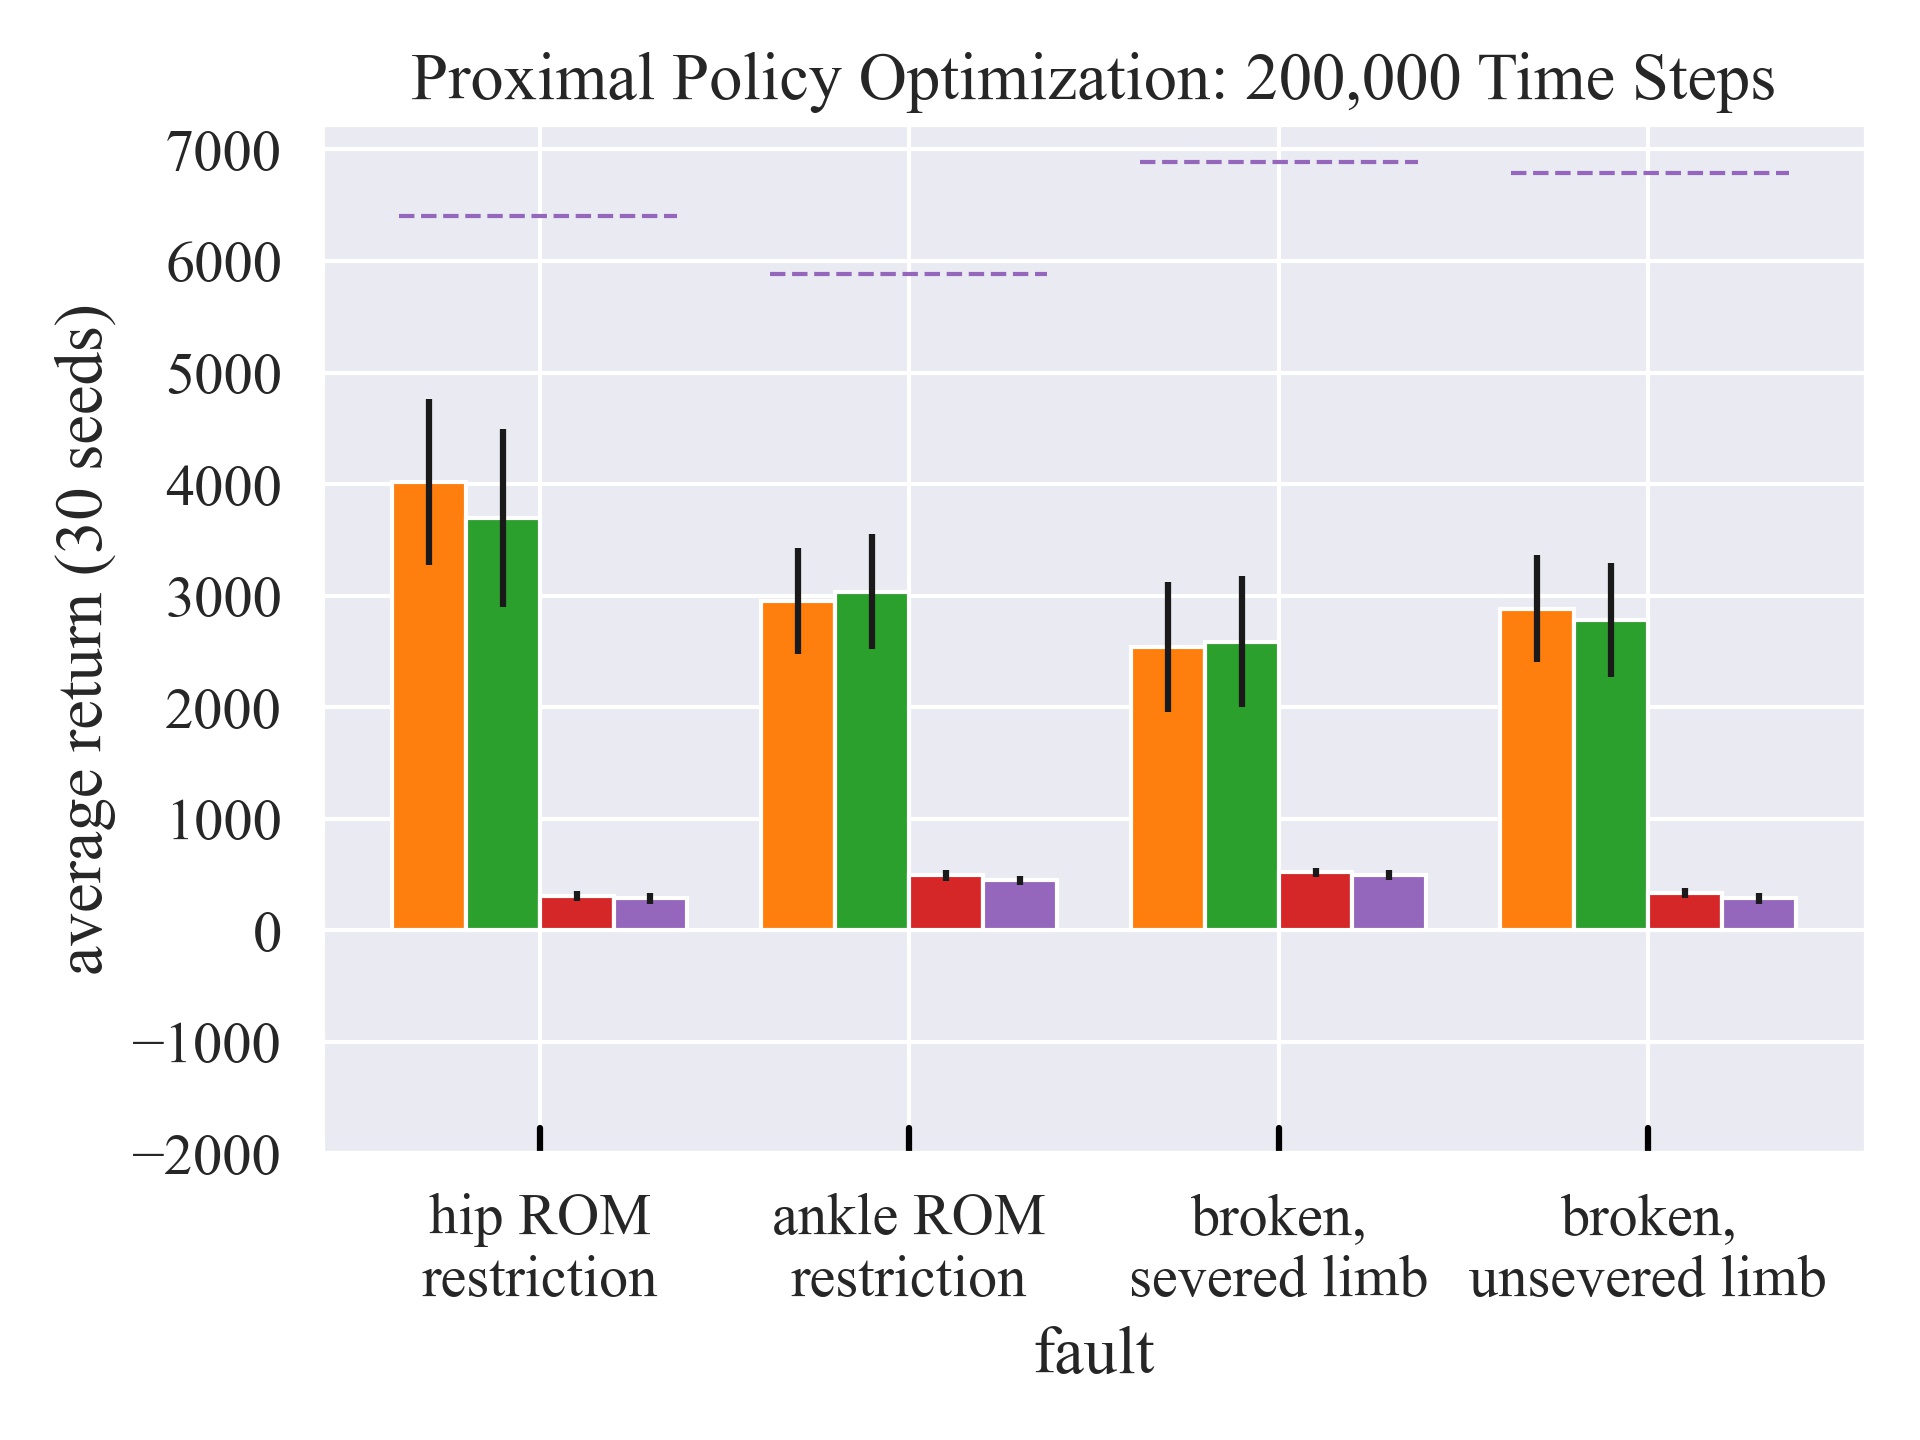 Proximal Policy Optimization: 200,000 Time Steps
average return (30 seeds)
7000
6000
5000
4000
3000
2000
1000
0
−1000
−2000
hip ROM
restriction
ankle ROM
restriction
broken,
severed limb
broken,
unsevered limb
fault